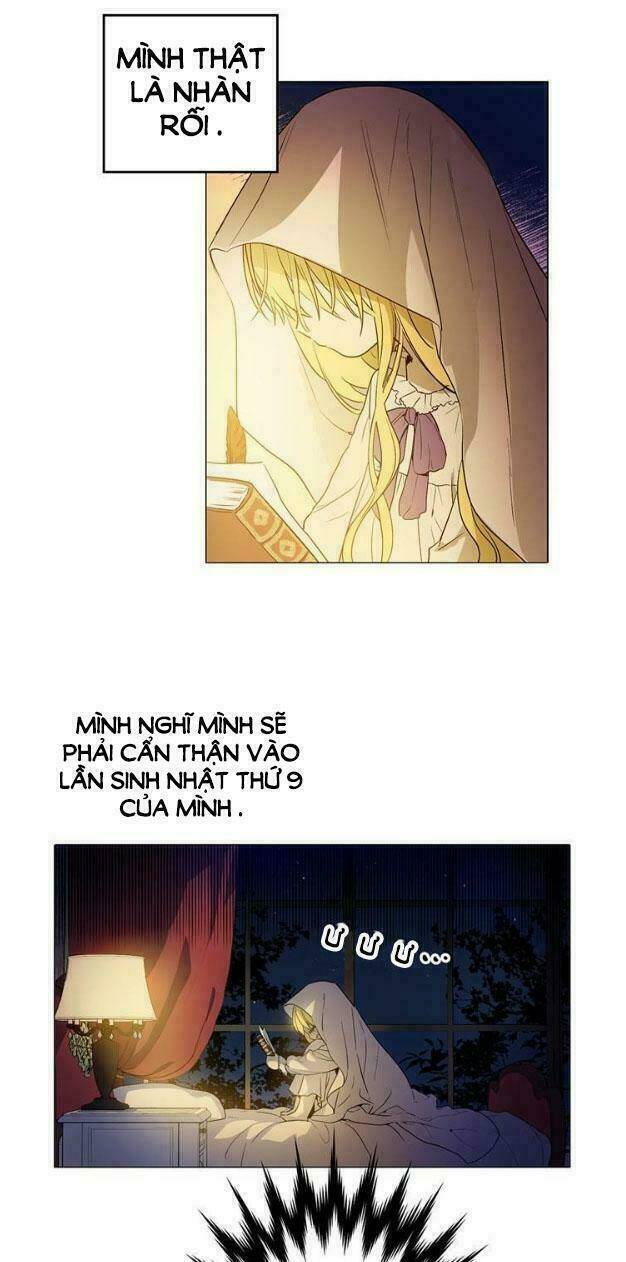 MÌNH THẬT
LÀ NHÀN
RỖI .
MÌNH NGHĨ MÌNH SẼ
PHẢI CẨN THẬN VÀO
LẦN SINH NHẬT THỨ 9
CỦA MÌNH .
Ư Ư Ư...